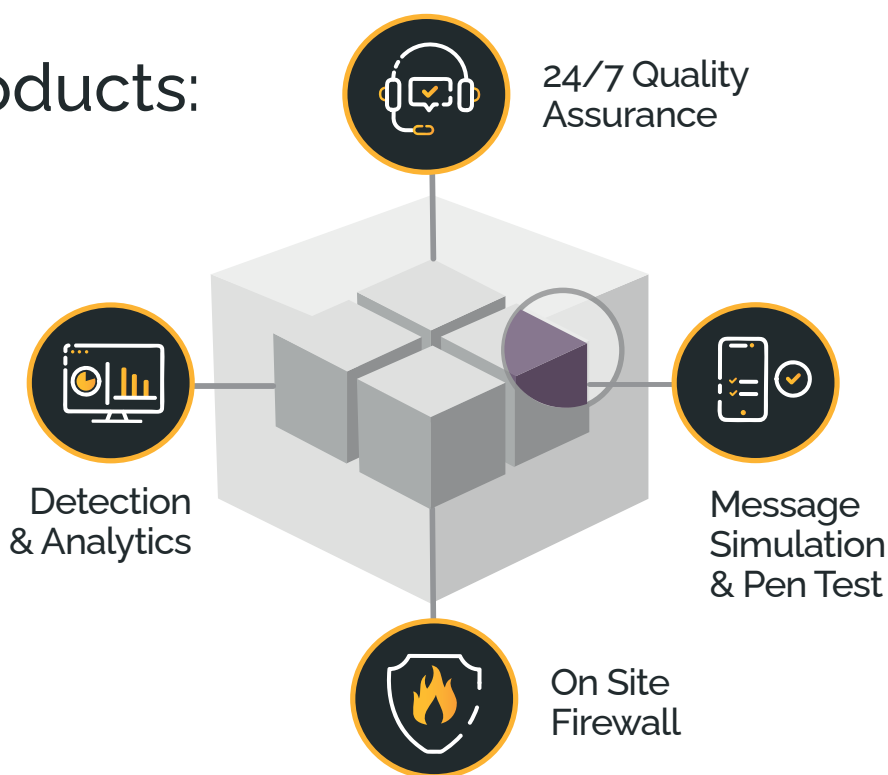 oducts:
24/7 Quality
Assurance
Detection
& Analytics
Message
Simulation
& Pen Test
On Site
Firewall